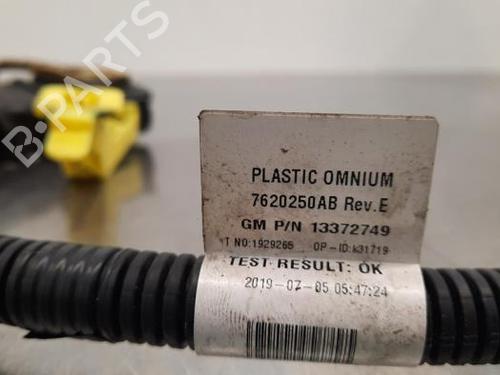 B-PARTS
PLASTIC OMNIUM
7620250AB Rev.E
GM P/N 13372749
T NO:1929265 OP-ID:k31719
TEST RESULT: OK
2019-07-05 05:47:24